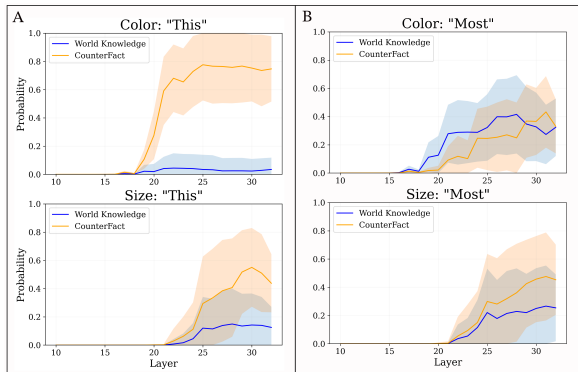 A
Color: "This"
World Knowledge
CounterFact
Probability
1.0
0.8
0.6
0.4
0.2
0.0
10 15 20 25 30
Size: "This"
World Knowledge
CounterFact
Probability
1.0
0.8
0.6
0.4
0.2
0.0
10 15 20 25 30
Layer
B
Color: "Most"
World Knowledge
CounterFact
1.0
0.8
0.6
0.4
0.2
0.0
10 15 20 25 30
Size: "Most"
World Knowledge
CounterFact
1.0
0.8
0.6
0.4
0.2
0.0
10 15 20 25 30
Layer